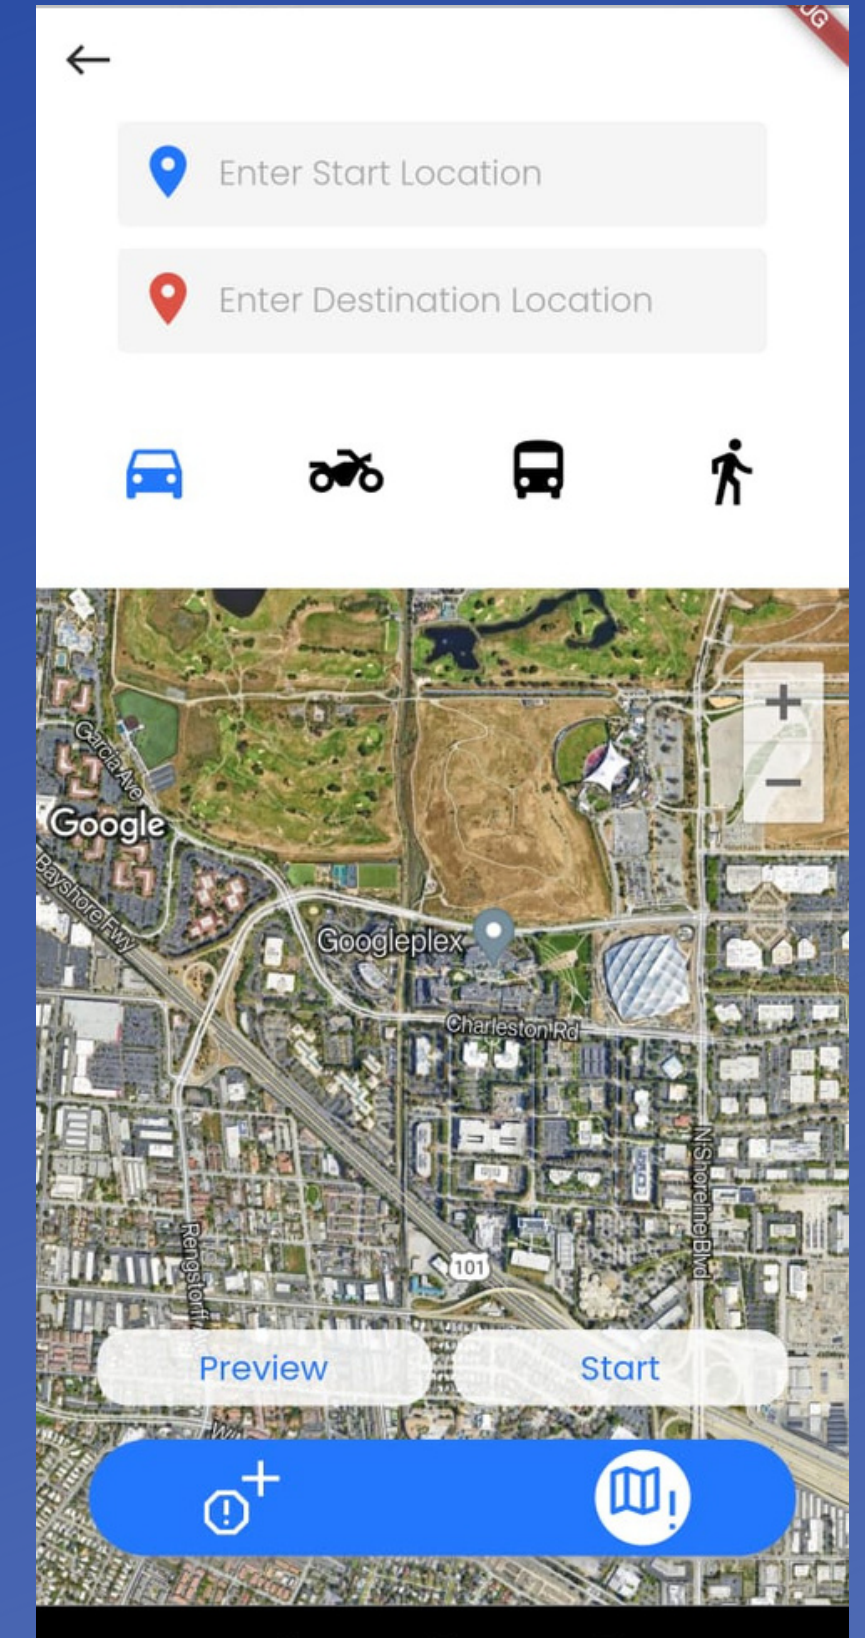 UG
Enter Start Location
Enter Destination Location
+
−
Garcia Ave
Google
Bayshore Fwy
Googleplex
Charleston Rd
N Shoreline Blvd
101
Preview
Start